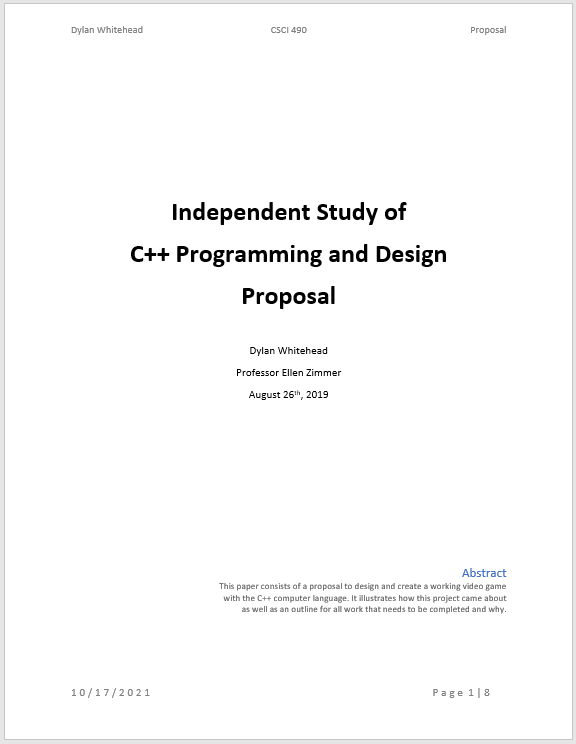 Dylan Whitehead CSCI 490 Proposal
Independent Study of
C++ Programming and Design
Proposal
Dylan Whitehead
Professor Ellen Zimmer
August 26th, 2019
Abstract
This paper consists of a proposal to design and create a working video game
with the C++ computer language. It illustrates how this project came about
as well as an outline for all work that needs to be completed and why.
10/17/2021 Page 1|8